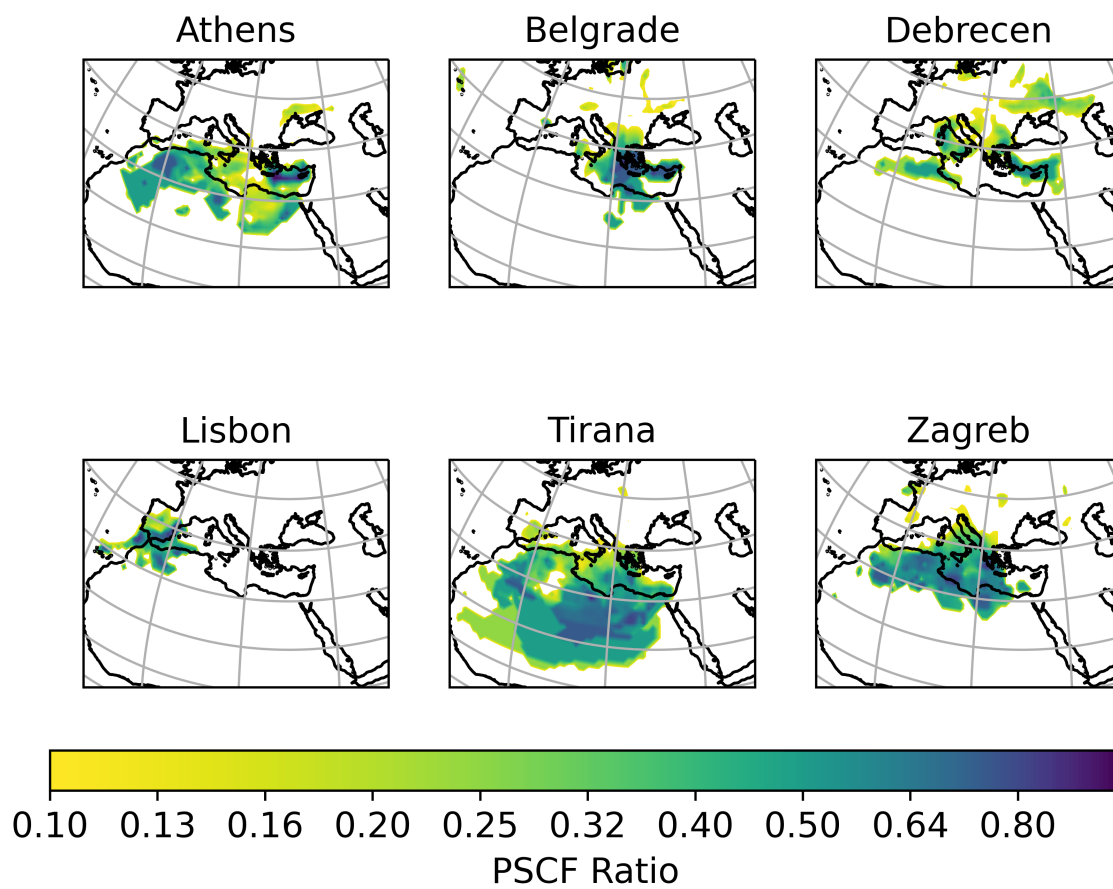 Athens Belgrade Debrecen
Lisbon Tirana Zagreb
0.10 0.13 0.16 0.20 0.25 0.32 0.40 0.50 0.64 0.80
PSCF Ratio